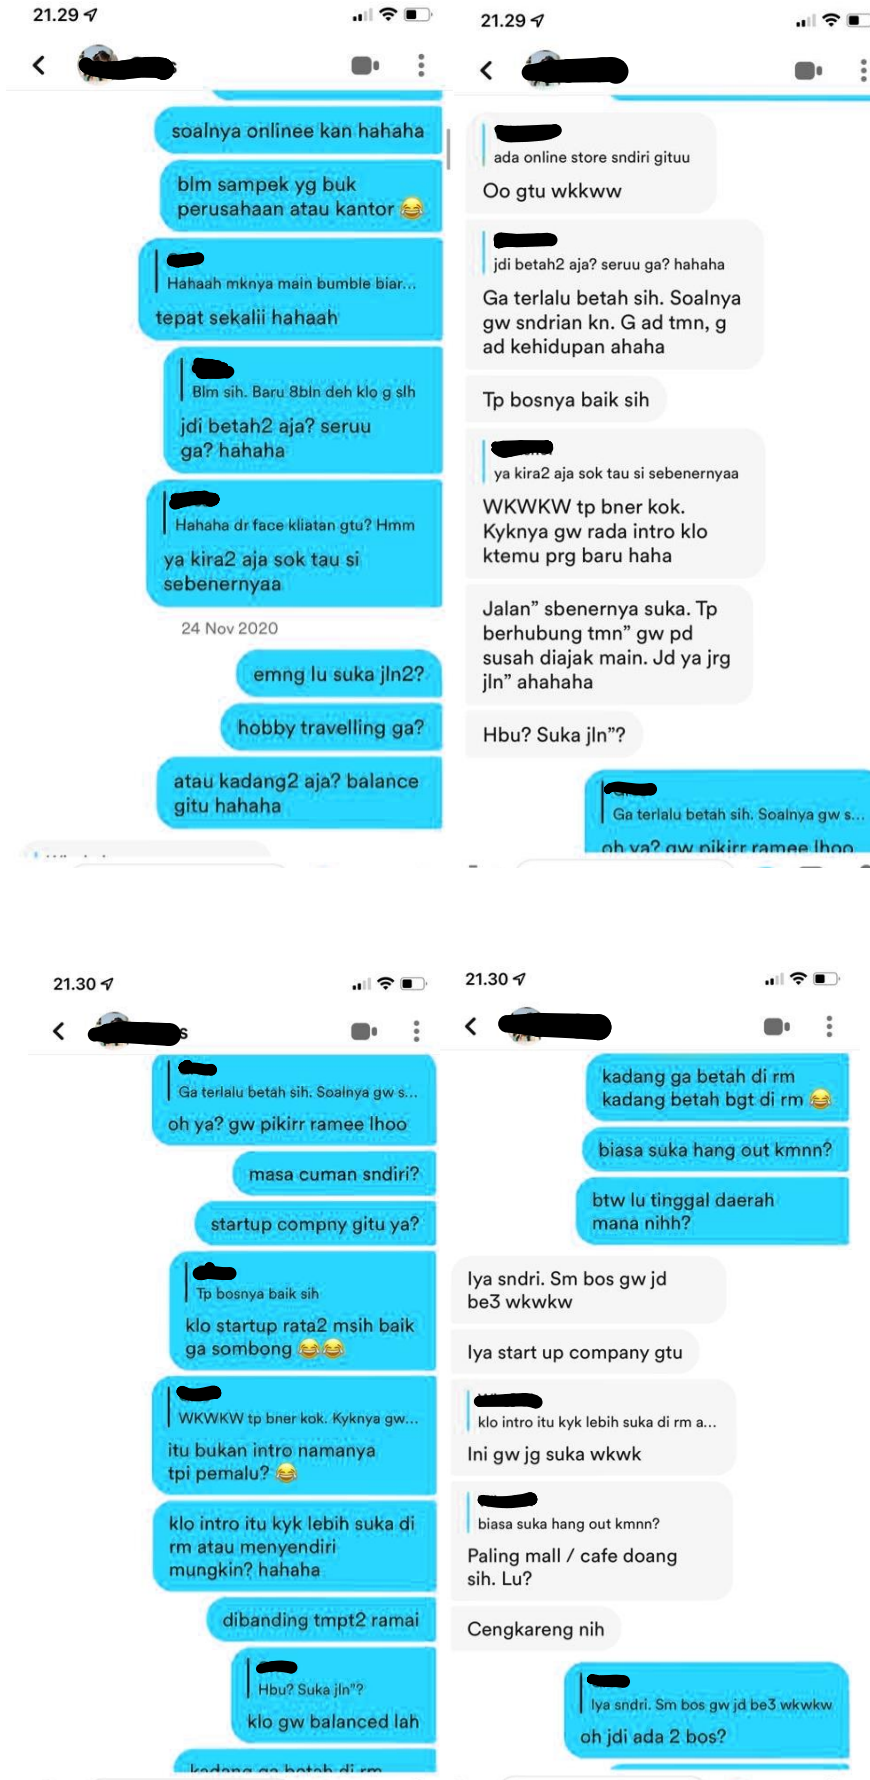 21.29
soalnya onlinee kan hahaha
blm sampek yg buk
perusahaan atau kantor 😂
Hahaah mknya main bumble biar...
tepat sekalii hahaah
Blm sih. Baru 8bln deh klo g slh
jdi betah2 aja? seruu
ga? hahaha
Hahaha dr face kliatan gtu? Hmm
ya kira2 aja sok tau si
sebenernyaa
24 Nov 2020
emng lu suka jln2?
hobby travelling ga?
atau kadang2 aja? balance
gitu hahaha
21.29
ada online store sndiri gituu
Oo gtu wkkww
jdi betah2 aja? seruu ga? hahaha
Ga terlalu betah sih. Soalnya
gw sndrian kn. G ad tmn, g
ad kehidupan ahaha
Tp bosnya baik sih
ya kira2 aja sok tau si sebenernyaa
WKWKW tp bner kok.
Kyknya gw rada intro klo
ktemu prg baru haha
Jalan” sbenernya suka. Tp
berhubung tmn” gw pd
susah diajak main. Jd ya jrg
jln” ahahaha
Hbu? Suka jln”?
Ga terlalu betah sih. Soalnya gw s...
oh ya? gw pikirr ramee lhoo
21.30
s
Ga terlalu betah sih. Soalnya gw s...
oh ya? gw pikirr ramee lhoo
masa cuman sndiri?
startup compny gitu ya?
Tp bosnya baik sih
klo startup rata2 msih baik
ga sombong 😂😂
WKWKW tp bner kok. Kyknya gw...
itu bukan intro namanya
tpi pemalu? 😂
klo intro itu kyk lebih suka di
rm atau menyendiri
mungkin? hahaha
dibanding tmpt2 ramai
Hbu? Suka jln"?
klo gw balanced lah
kadang ga betah di rm
21.30
kadang ga betah di rm
kadang betah bgt di rm 😂
biasa suka hang out kmnn?
btw lu tinggal daerah
mana nihh?
Iya sndri. Sm bos gw jd
be3 wkwkw
Iya start up company gtu
klo intro itu kyk lebih suka di rm a...
Ini gw jg suka wkwk
biasa suka hang out kmnn?
Paling mall / cafe doang
sih. Lu?
Cengkareng nih
Iya sndri. Sm bos gw jd be3 wkwkw
oh jdi ada 2 bos?